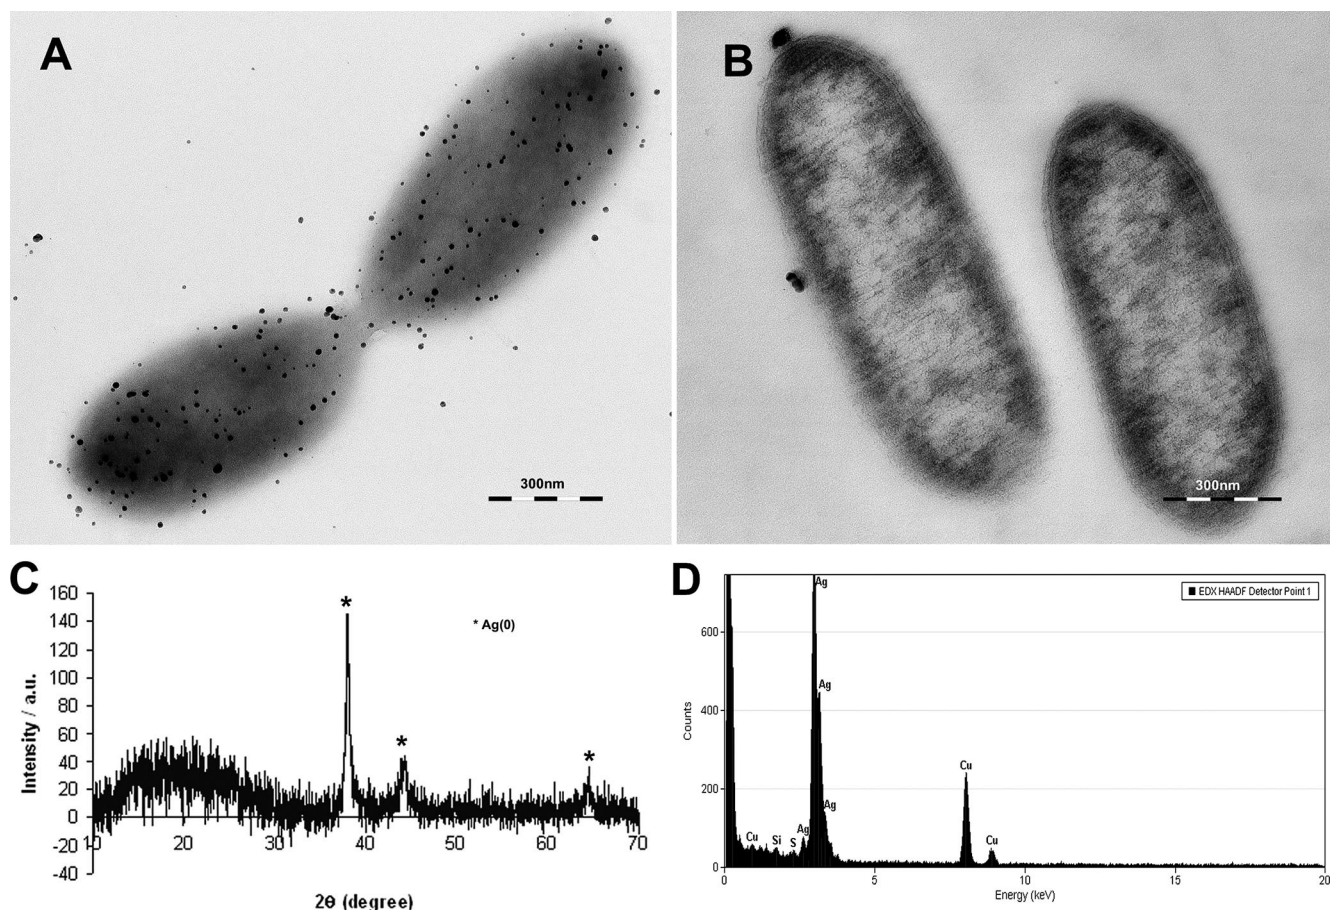 A
300nm
B
300nm
C
160
140
120
100
80
60
40
20
0
-20
-40
Intensity / a.u.
10 20 30 40 50 60 70
2θ (degree)
* Ag(0)
*
*
*
D
EDX HAADF Detector Point 1
Counts
600
400
200
0
Ag
Ag
Ag
Ag
Cu
Si
S
Cu
Cu
0 5 10 15 20
Energy (keV)